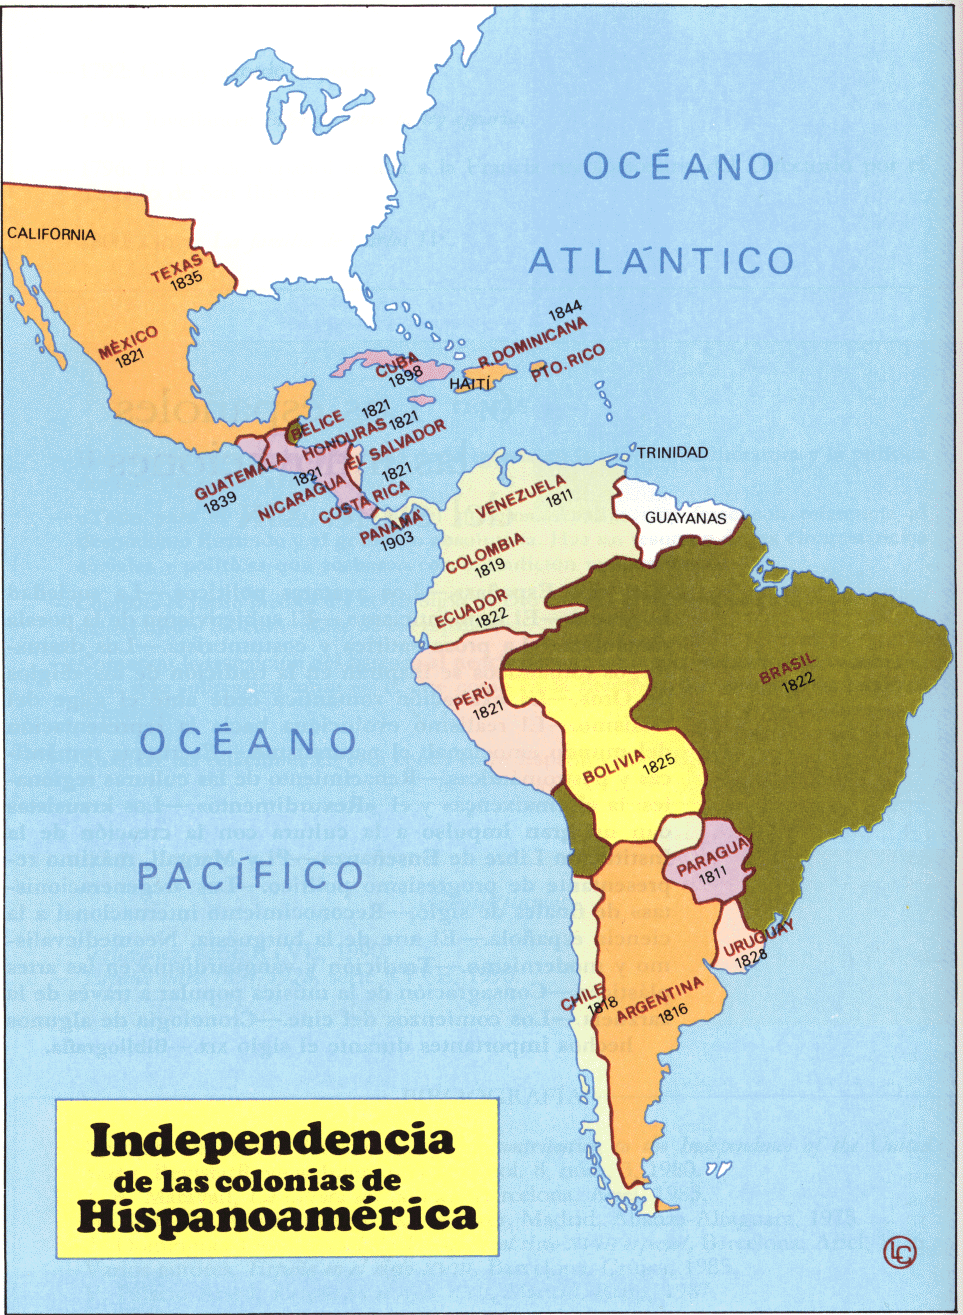 OCÉANO
ATLÁNTICO
CALIFORNIA
TEXAS
1835
MÉXICO
1821
CUBA
1898
HAITÍ
1844
R. DOMINICANA
PTO. RICO
BELICE
1821
HONDURAS
1821
EL SALVADOR
1821
GUATEMALA
1839
1821
NICARAGUA
COSTA RICA
PANAMÁ
1903
TRINIDAD
VENEZUELA
1811
GUAYANAS
COLOMBIA
1819
ECUADOR
1822
PERÙ
1821
BRASIL
1822
BOLIVIA 1825
PARAGUAY
1811
URUGUAY
1828
CHILE
1818
ARGENTINA
1816
OCÉANO
PACÍFICO
Independencia
de las colonias de
Hispanoamérica
LC